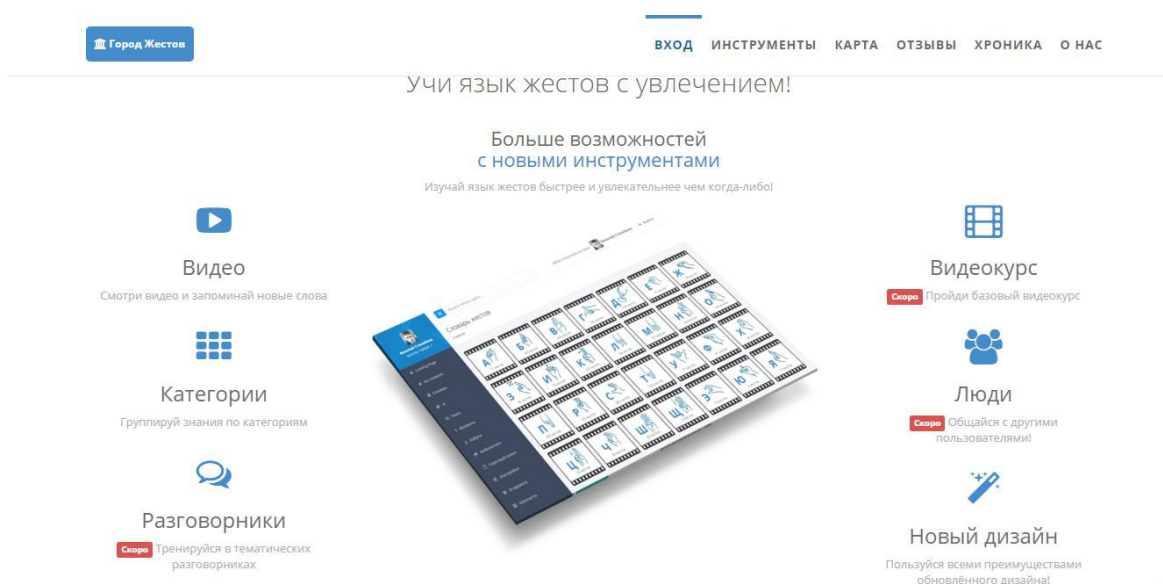 Город Жестов
ВХОД ИНСТРУМЕНТЫ КАРТА ОТЗЫВЫ ХРОНИКА О НАС
Учи язык жестов с увлечением!
Больше возможностей
с новыми инструментами
Изучай язык жестов быстрее и увлекательнее чем когда-либо!
Видео
Смотри видео и запоминай новые слова
Категории
Группируй знания по категориям
Разговорники
Скоро Тренируйся в тематических
разговорниках
Словарь жестов
А Б В Г Д Е Ж
З И К Л М Н О
П Р С Т У Ф Х
Ц Ч Ш Щ Э Ю Я
Видеокурс
Скоро Пройди базовый видеокурс
Люди
Скоро Общайся с другими
пользователями!
Новый дизайн
Пользуйся всеми преимуществами
обновлённого дизайна!